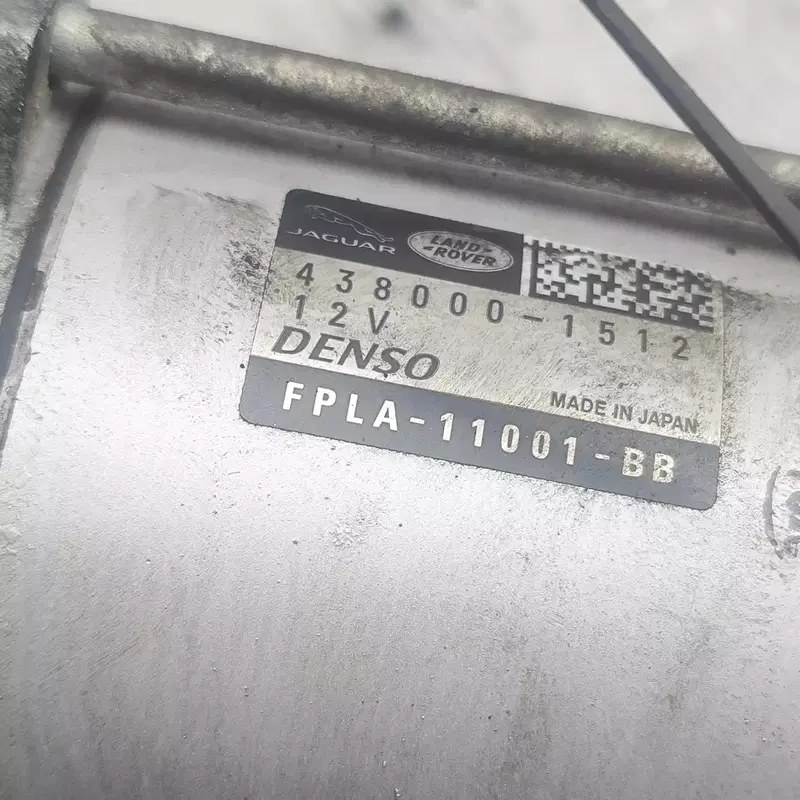 JAGUAR
LAND ROVER
438000-1512
12V
DENSO
MADE IN JAPAN
FPLA-11001-BB